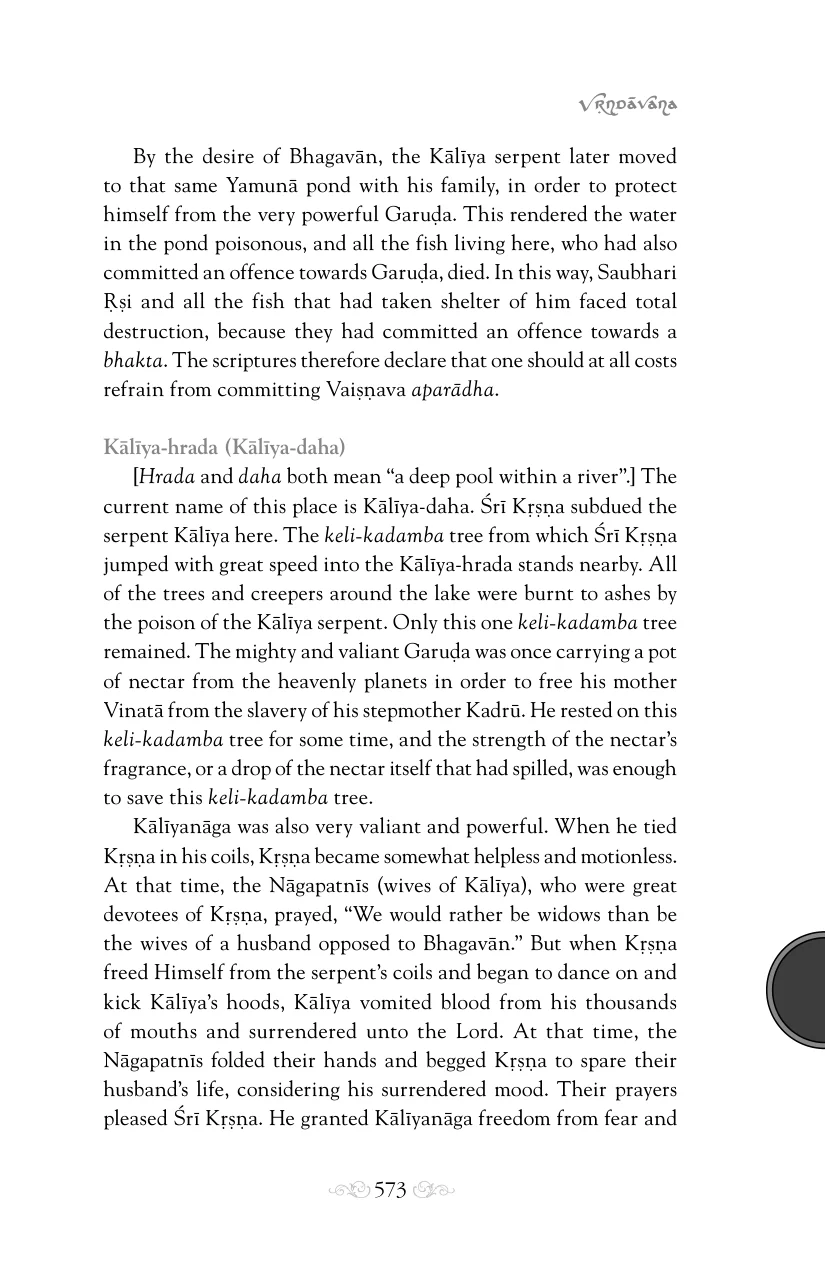 Vṛndāvana
By the desire of Bhagavān, the Kālīya serpent later moved
to that same Yamunā pond with his family, in order to protect
himself from the very powerful Garuḍa. This rendered the water
in the pond poisonous, and all the fish living here, who had also
committed an offence towards Garuḍa, died. In this way, Saubhari
Ṛṣi and all the fish that had taken shelter of him faced total
destruction, because they had committed an offence towards a
bhakta. The scriptures therefore declare that one should at all costs
refrain from committing Vaiṣṇava aparādha.
Kālīya-hrada (Kālīya-daha)
[Hrada and daha both mean “a deep pool within a river”.] The
current name of this place is Kālīya-daha. Śrī Kṛṣṇa subdued the
serpent Kālīya here. The keli-kadamba tree from which Śrī Kṛṣṇa
jumped with great speed into the Kālīya-hrada stands nearby. All
of the trees and creepers around the lake were burnt to ashes by
the poison of the Kālīya serpent. Only this one keli-kadamba tree
remained. The mighty and valiant Garuḍa was once carrying a pot
of nectar from the heavenly planets in order to free his mother
Vinatā from the slavery of his stepmother Kadrū. He rested on this
keli-kadamba tree for some time, and the strength of the nectar’s
fragrance, or a drop of the nectar itself that had spilled, was enough
to save this keli-kadamba tree.
Kālīyanāga was also very valiant and powerful. When he tied
Kṛṣṇa in his coils, Kṛṣṇa became somewhat helpless and motionless.
At that time, the Nāgapatnīs (wives of Kālīya), who were great
devotees of Kṛṣṇa, prayed, “We would rather be widows than be
the wives of a husband opposed to Bhagavān.” But when Kṛṣṇa
freed Himself from the serpent’s coils and began to dance on and
kick Kālīya’s hoods, Kālīya vomited blood from his thousands
of mouths and surrendered unto the Lord. At that time, the
Nāgapatnīs folded their hands and begged Kṛṣṇa to spare their
husband’s life, considering his surrendered mood. Their prayers
pleased Śrī Kṛṣṇa. He granted Kālīyanāga freedom from fear and
573